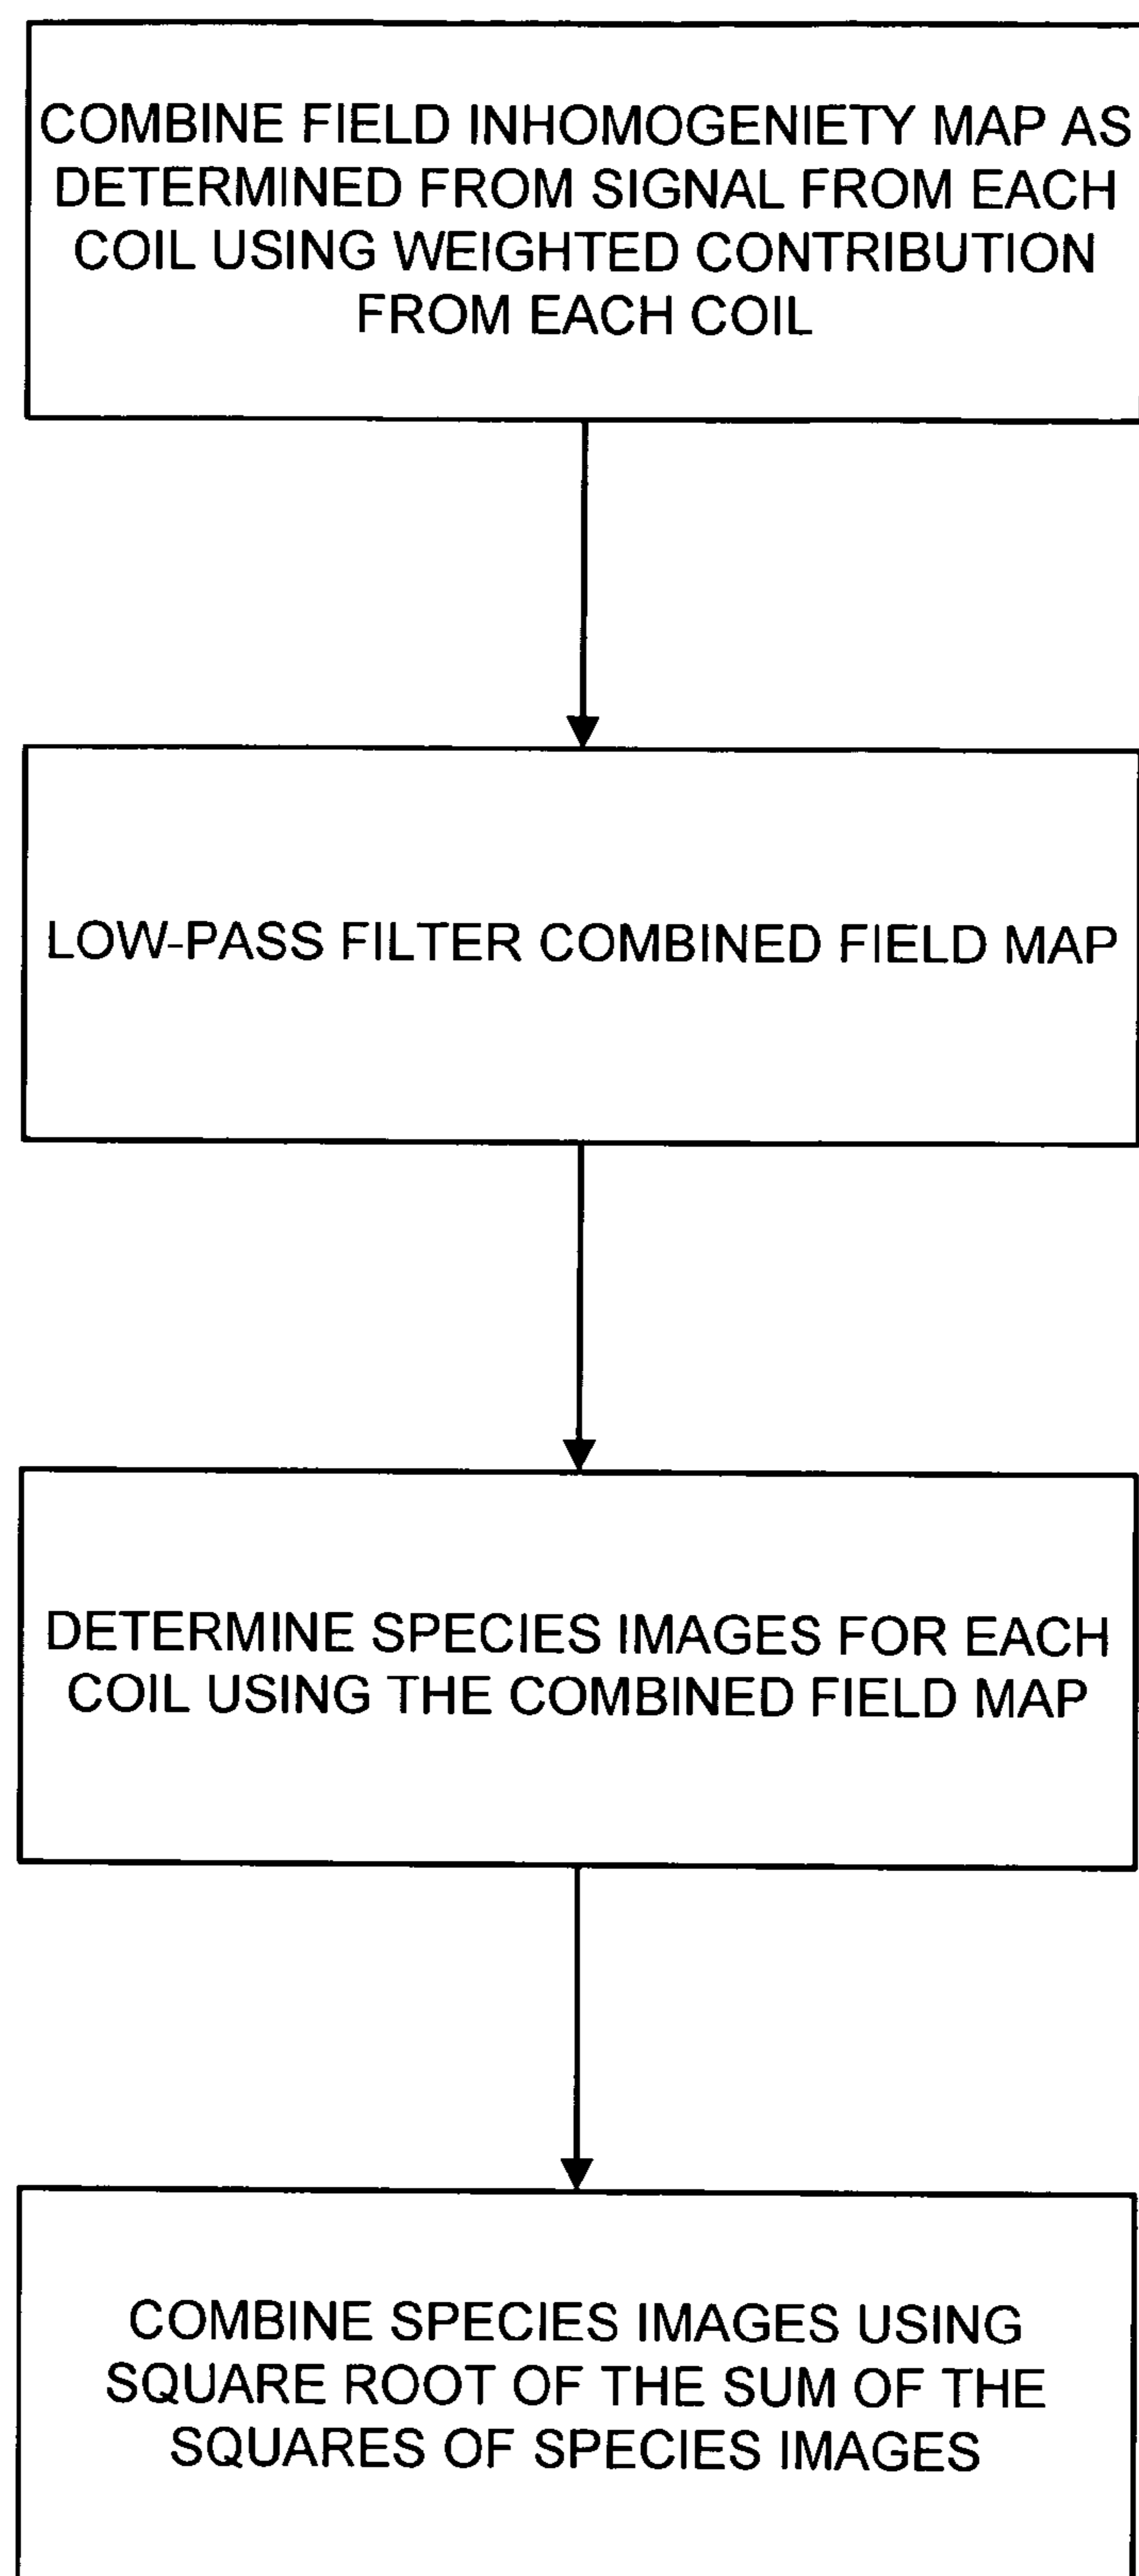 COMBINE FIELD INHOMOGENIETY MAP AS
DETERMINED FROM SIGNAL FROM EACH
COIL USING WEIGHTED CONTRIBUTION
FROM EACH COIL
LOW-PASS FILTER COMBINED FIELD MAP
DETERMINE SPECIES IMAGES FOR EACH
COIL USING THE COMBINED FIELD MAP
COMBINE SPECIES IMAGES USING
SQUARE ROOT OF THE SUM OF THE
SQUARES OF SPECIES IMAGES